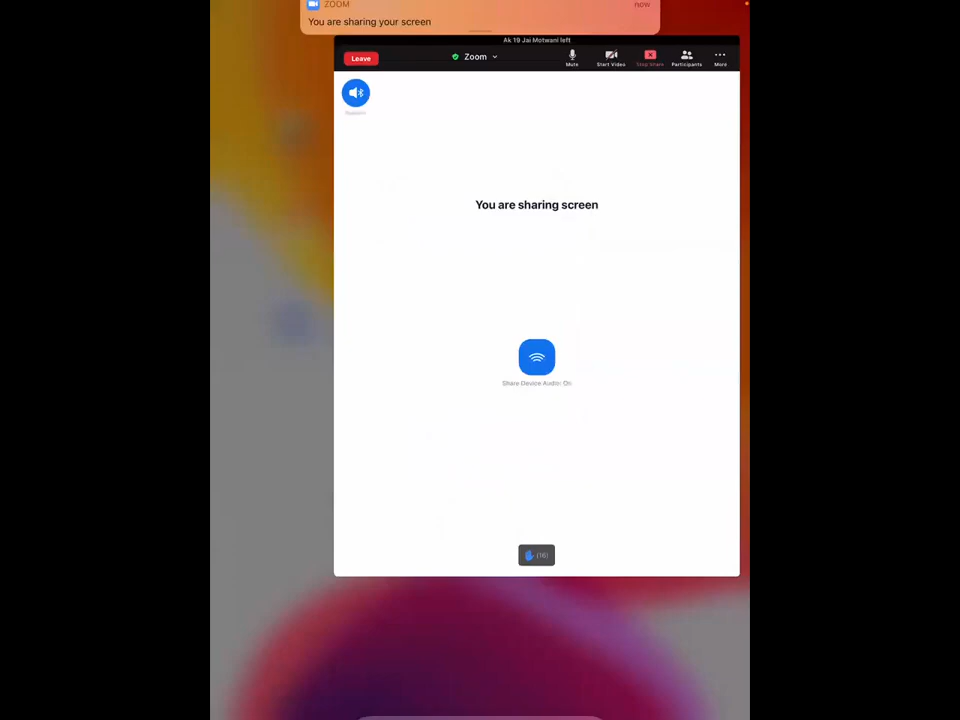 ZOOM
now
You are sharing your screen
Ak 19 Jai Motwani left
Leave
Zoom
Mute
Start Video
Stop Share
Participants
More
You are sharing screen
Share Device Audio: On
(16)